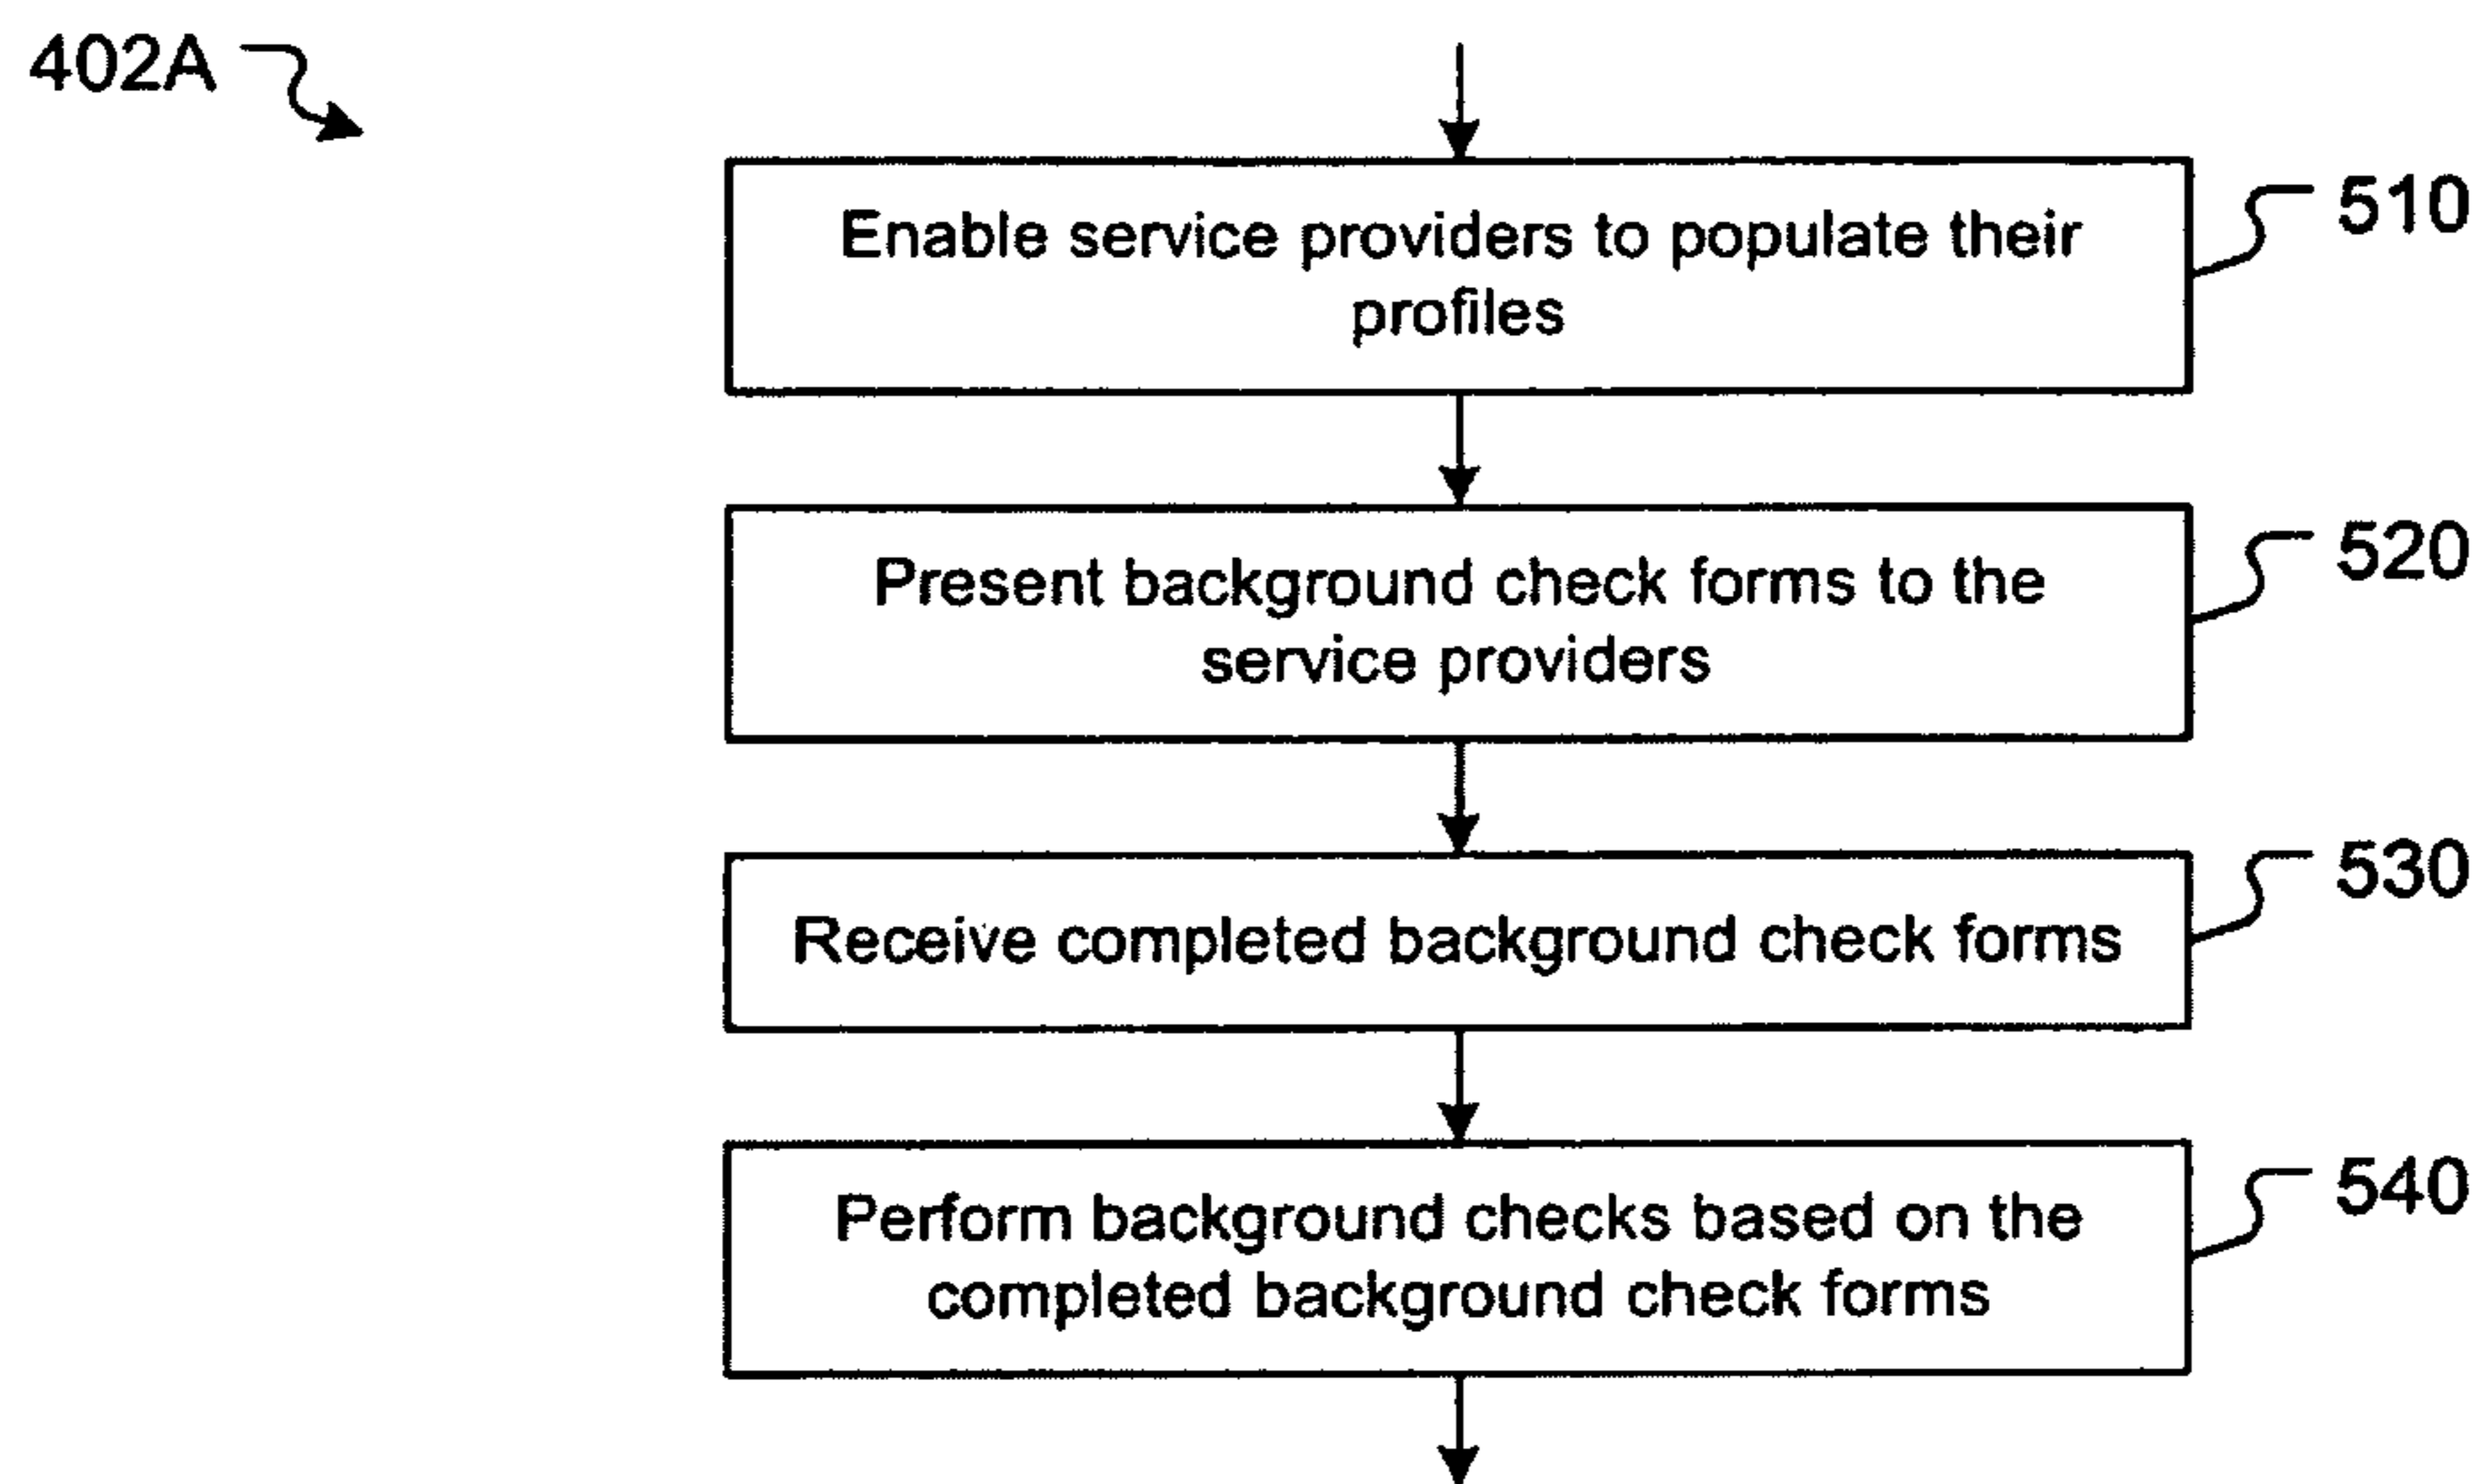 402A
Enable service providers to populate their
profiles
510
Present background check forms to the
service providers
520
Receive completed background check forms
530
Perform background checks based on the
completed background check forms
540